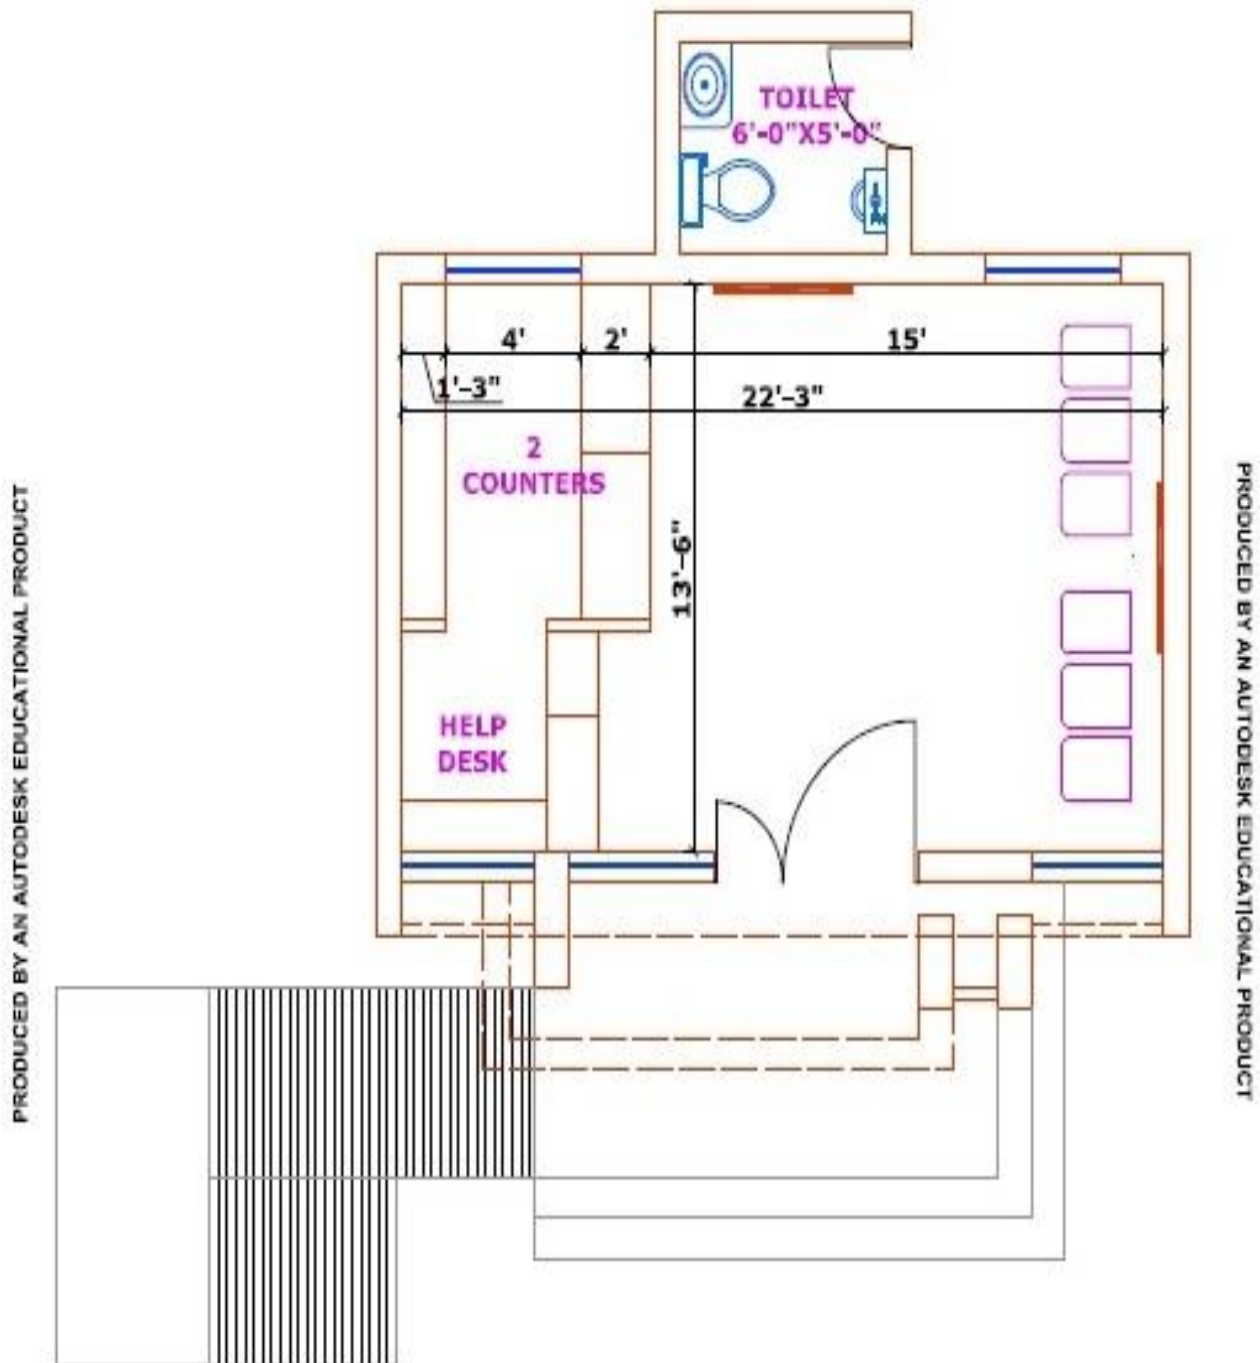 TOILET
6'-0"X5'-0"
4'
2'
15'
1'-3"
22'-3"
2
COUNTERS
13'-6"
HELP
DESK
PRODUCED BY AN AUTODESK EDUCATIONAL PRODUCT
PRODUCED BY AN AUTODESK EDUCATIONAL PRODUCT